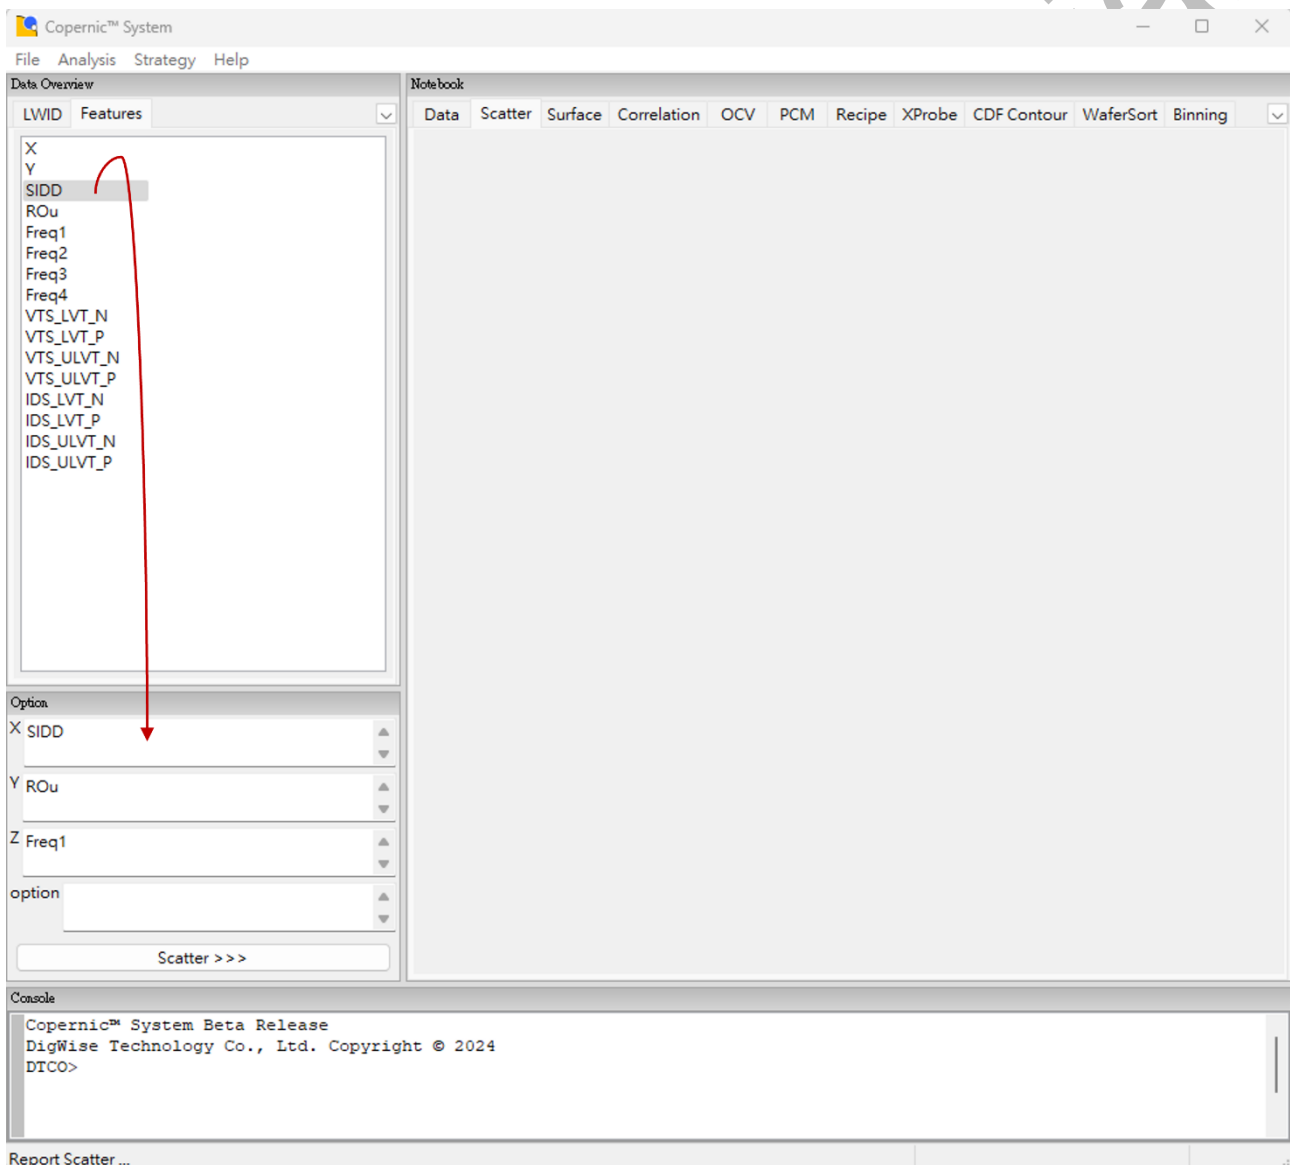 Copernic™ System
File Analysis Strategy Help
Data Overview
LWID Features
X
Y
SIDD
ROu
Freq1
Freq2
Freq3
Freq4
VTS_LVT_N
VTS_LVT_P
VTS_ULVT_N
VTS_ULVT_P
IDS_LVT_N
IDS_LVT_P
IDS_ULVT_N
IDS_ULVT_P
Option
X SIDD
Y ROu
Z Freq1
option
Scatter >>>
Notebook
Data Scatter Surface Correlation OCV PCM Recipe XProbe CDF Contour WaferSort Binning
Console
Copernic™ System Beta Release
DigWise Technology Co., Ltd. Copyright © 2024
DTCO>
Report Scatter ...